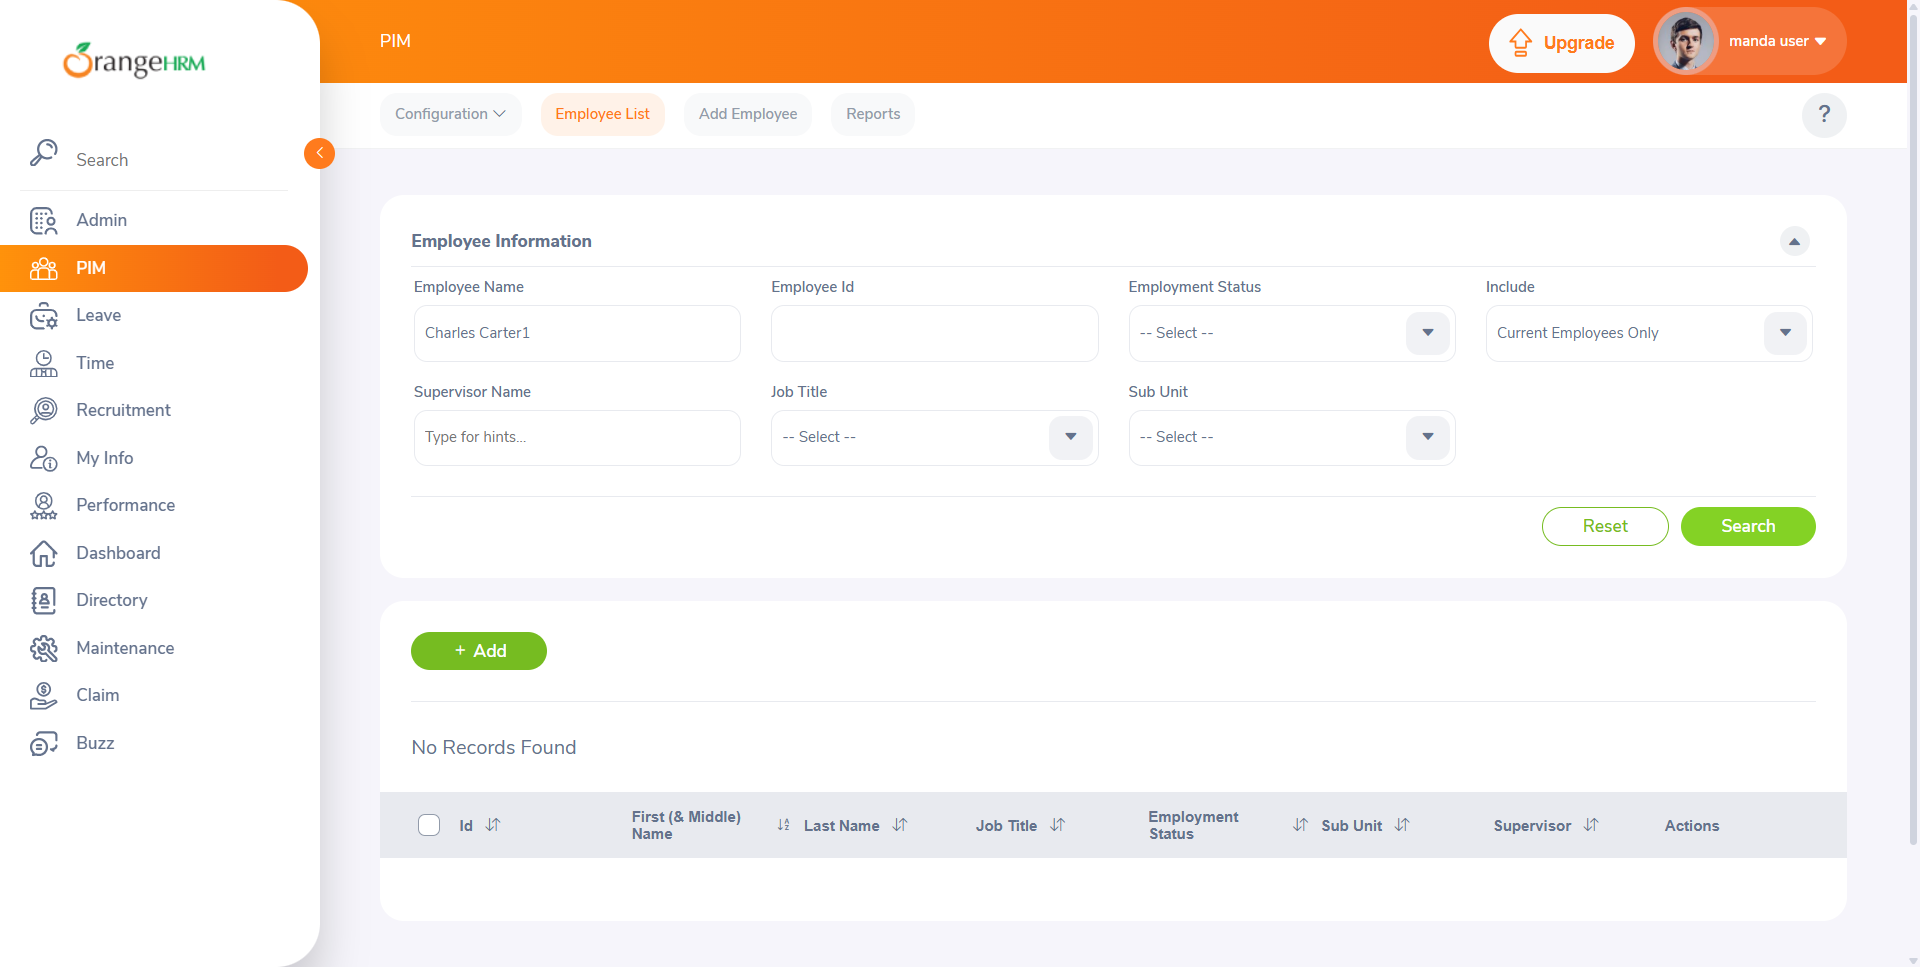 OrangeHRM
PIM
Upgrade
manda user
Configuration
Employee List
Add Employee
Reports
?
Search
Admin
PIM
Leave
Time
Recruitment
My Info
Performance
Dashboard
Directory
Maintenance
Claim
Buzz
Employee Information
Employee Name
Employee Id
Employment Status
Include
Charles Carter1
-- Select --
Current Employees Only
Supervisor Name
Job Title
Sub Unit
Type for hints...
-- Select --
-- Select --
Reset
Search
+ Add
No Records Found
Id
First (& Middle)
Name
Last Name
Job Title
Employment
Status
Sub Unit
Supervisor
Actions